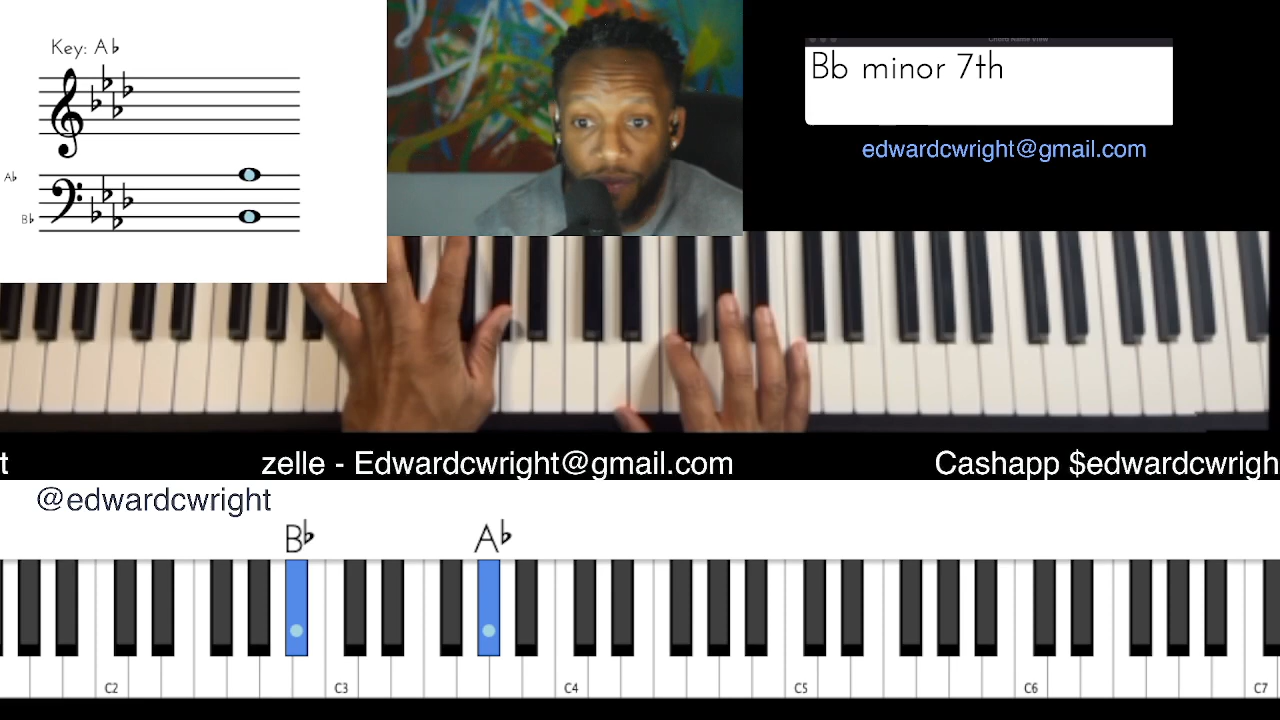 Key: A♭
A♭
B♭
Bb minor 7th
edwardcwright@gmail.com
t zelle - Edwardcwright@gmail.com Cashapp $edwardcwrigh
@edwardcwright
B♭ A♭
C2 C3 C4 C5 C6 C7